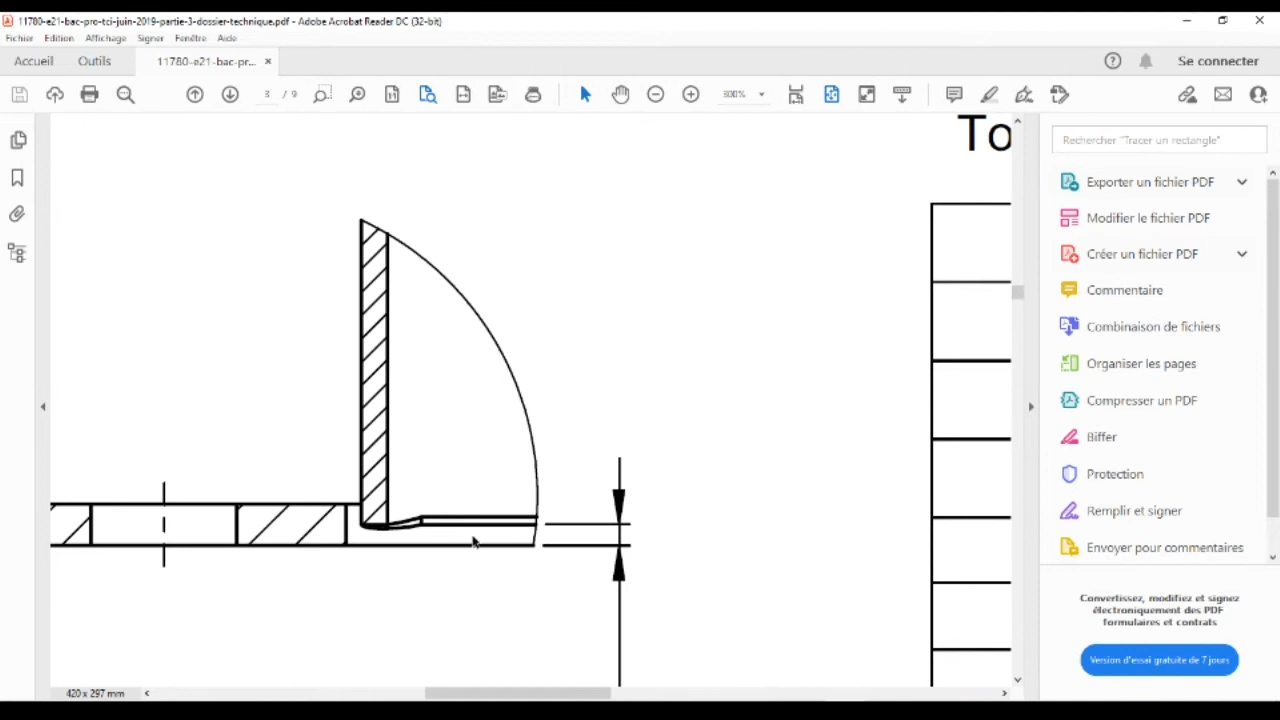 11780-e21-bac-pro-tci-juin-2019-partie-3-dossier-technique.pdf - Adobe Acrobat Reader DC (32-bit)
Fichier Edition Affichage Signer Fenêtre Aide
Accueil Outils 11780-e21-bac-pr... × Se connecter
3 / 9 300%
To
Rechercher "Tracer un rectangle"
Exporter un fichier PDF
Modifier le fichier PDF
Créer un fichier PDF
Commentaire
Combinaison de fichiers
Organiser les pages
Compresser un PDF
Biffer
Protection
Remplir et signer
Envoyer pour commentaires
Convertissez, modifiez et signez
électroniquement des PDF
formulaires et contrats
Version d'essai gratuite de 7 jours
420 x 297 mm